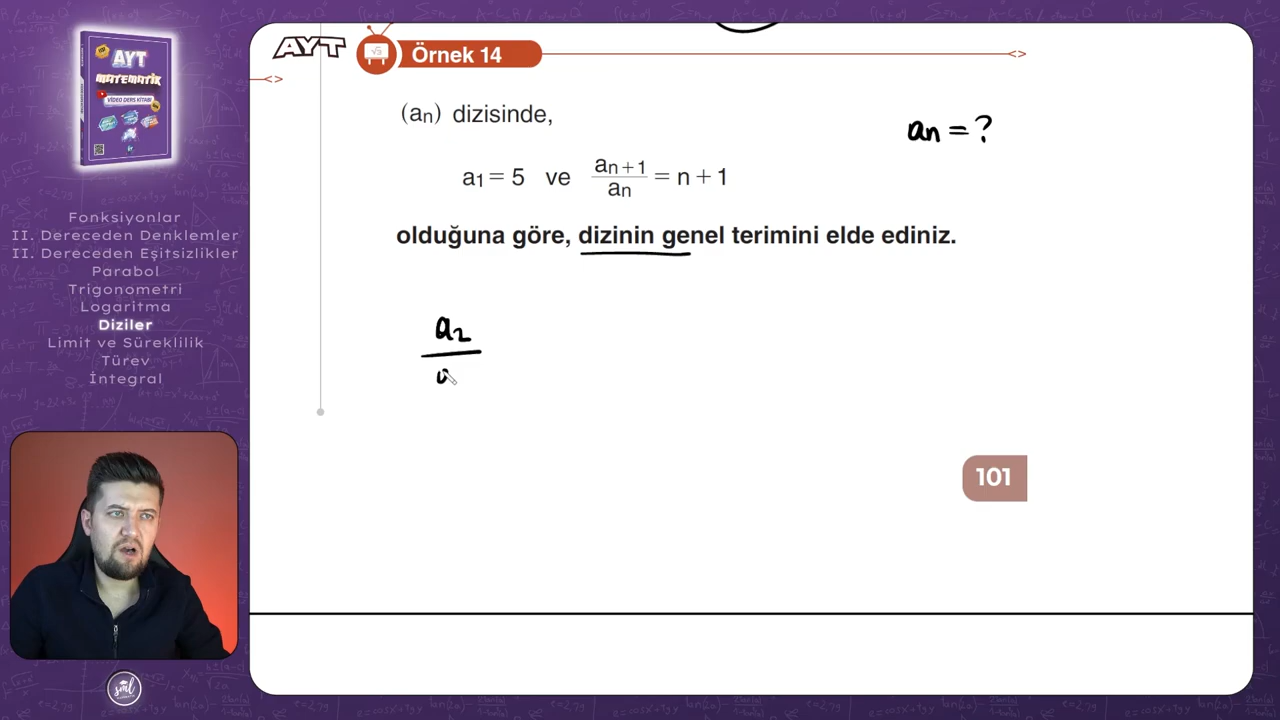 AYT
MATEMATİK
VİDEO DERS KİTABI
Fonksiyonlar
II. Dereceden Denklemler
II. Dereceden Eşitsizlikler
Parabol
Trigonometri
Logaritma
Diziler
Limit ve Süreklilik
Türev
İntegral
sml
AYT
√5
Örnek 14
(aₙ) dizisinde,
a₁ = 5 ve aₙ₊₁/aₙ = n + 1
aₙ = ?
olduğuna göre, dizinin genel terimini elde ediniz.
a₂
a
101